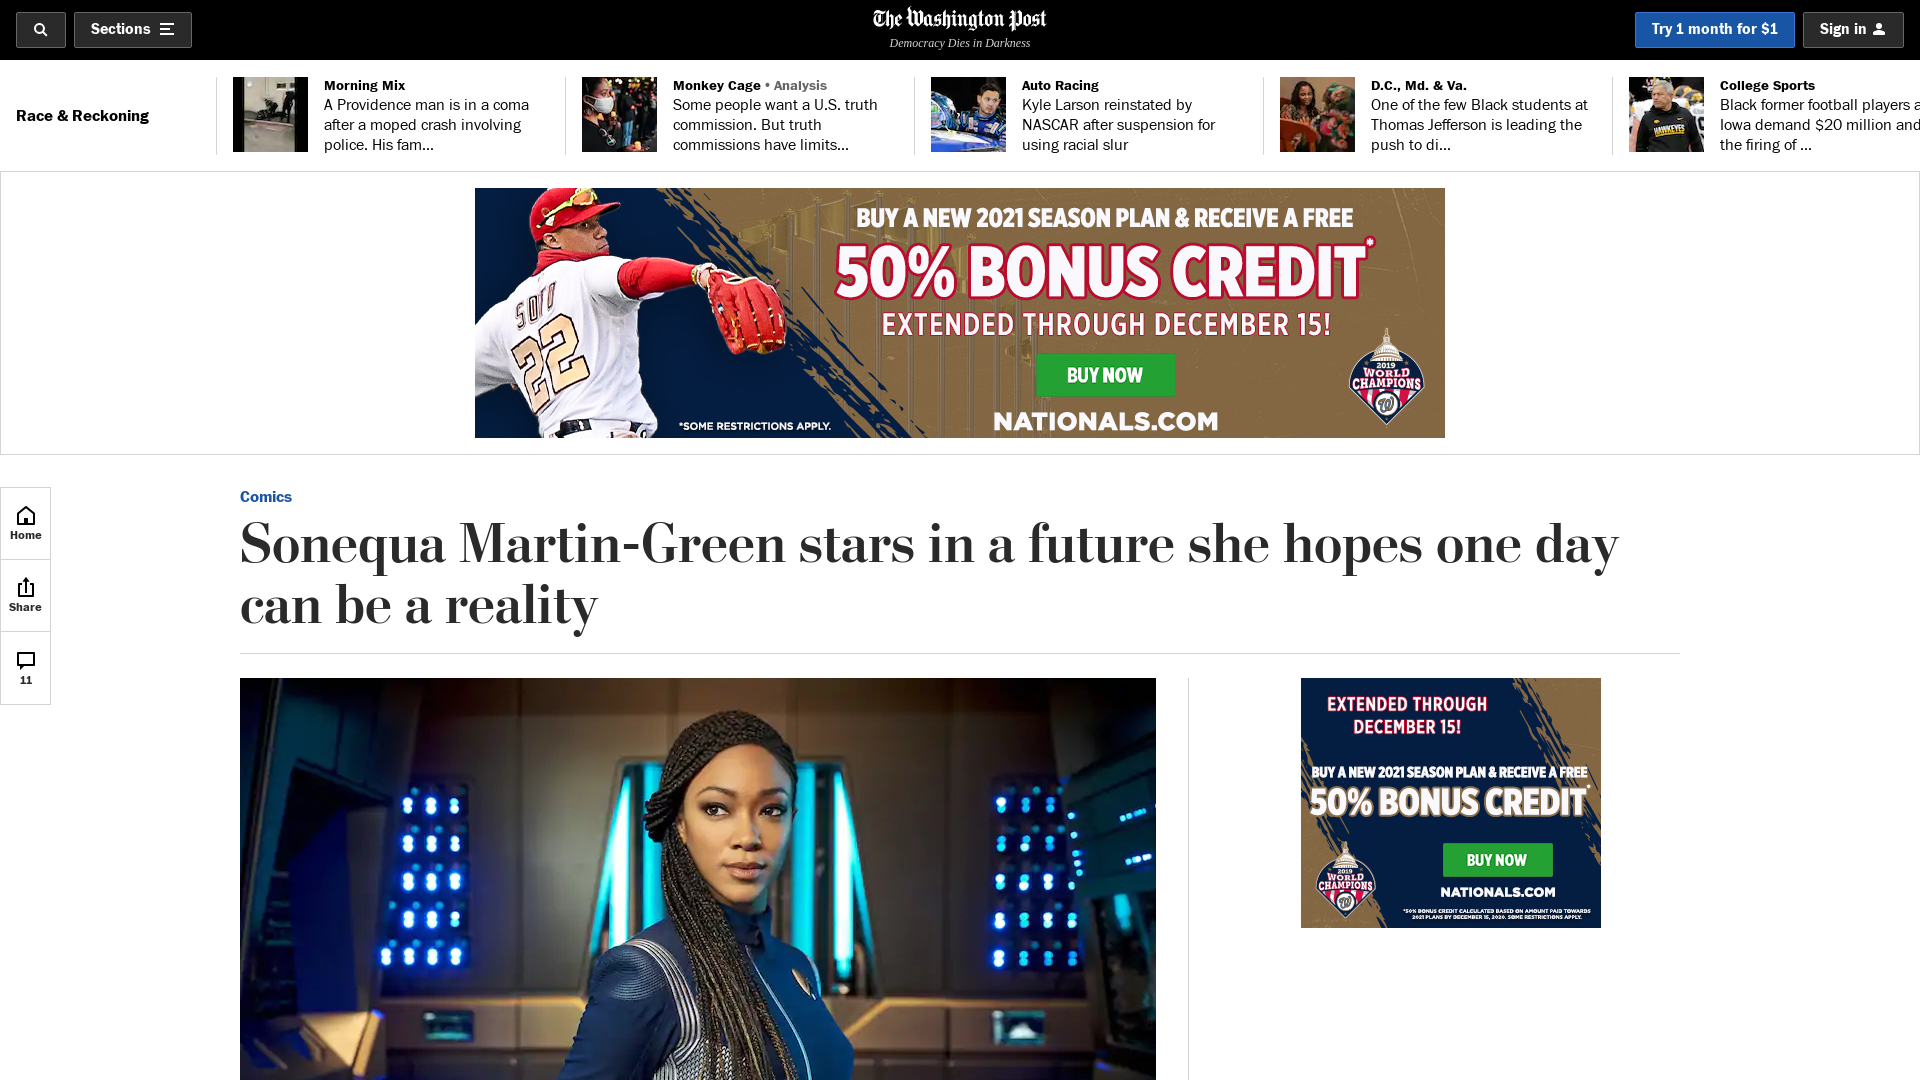 Sections
The Washington Post
Democracy Dies in Darkness
Try 1 month for $1
Sign in
Race & Reckoning
Morning Mix
A Providence man is in a coma
after a moped crash involving
police. His fam...
Monkey Cage • Analysis
Some people want a U.S. truth
commission. But truth
commissions have limits...
Auto Racing
Kyle Larson reinstated by
NASCAR after suspension for
using racial slur
D.C., Md. & Va.
One of the few Black students at
Thomas Jefferson is leading the
push to di...
College Sports
Black former football players a
Iowa demand $20 million and
the firing of ...
HAWKEYES
BUY A NEW 2021 SEASON PLAN & RECEIVE A FREE
50% BONUS CREDIT*
EXTENDED THROUGH DECEMBER 15!
BUY NOW
NATIONALS.COM
*SOME RESTRICTIONS APPLY.
22
2019
WORLD
CHAMPIONS
W
Home
Share
11
Comics
Sonequa Martin-Green stars in a future she hopes one day
can be a reality
EXTENDED THROUGH
DECEMBER 15!
BUY A NEW 2021 SEASON PLAN & RECEIVE A FREE
50% BONUS CREDIT*
BUY NOW
NATIONALS.COM
2019
WORLD
CHAMPIONS
W
*50% BONUS CREDIT CALCULATED BASED ON AMOUNT PAID TOWARDS
2021 PLANS BY DECEMBER 15, 2020. SOME RESTRICTIONS APPLY.